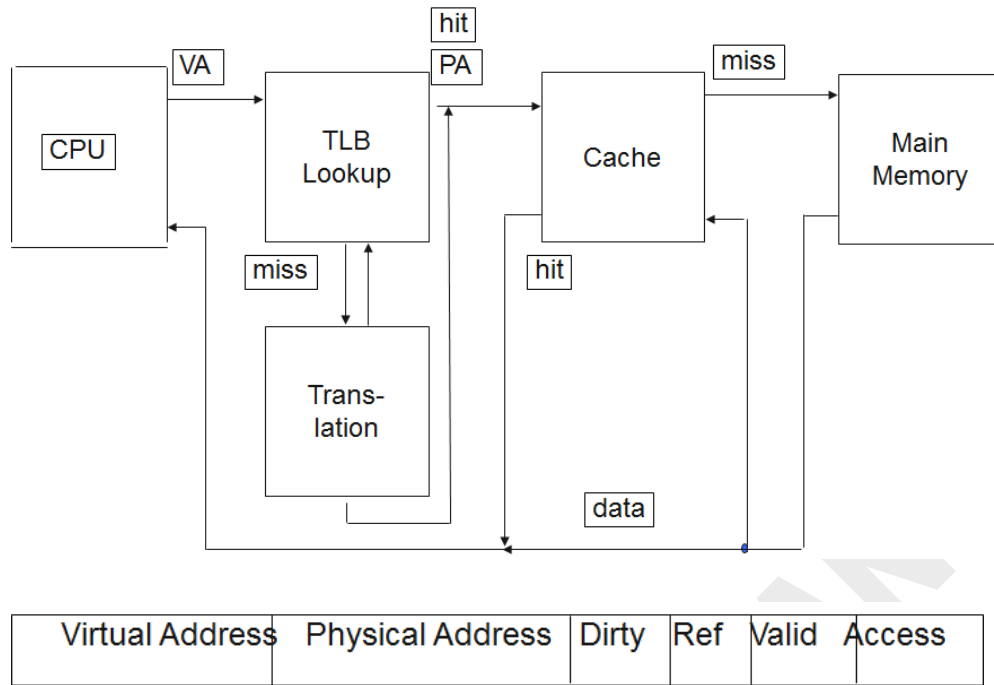 hit
VA
PA
miss
CPU
TLB
Lookup
Cache
Main
Memory
miss
hit
Trans-
lation
data
Virtual Address Physical Address Dirty Ref Valid Access